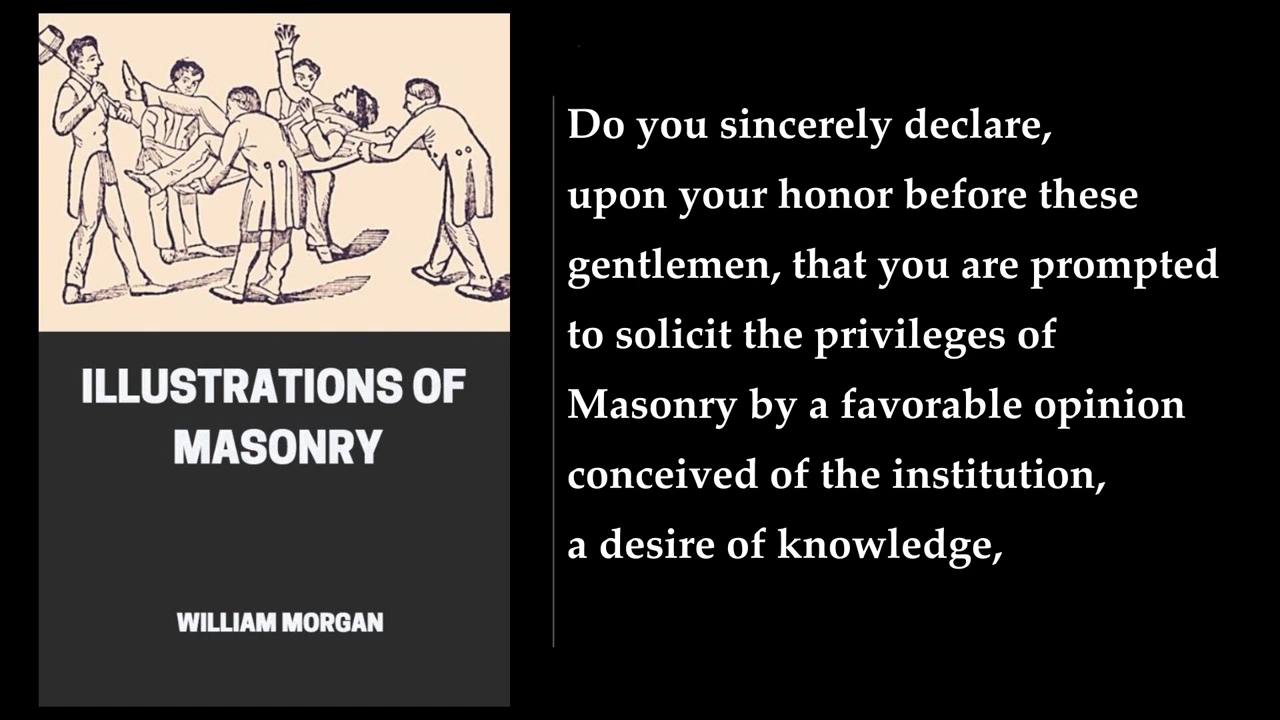 ILLUSTRATIONS OF
MASONRY
WILLIAM MORGAN
Do you sincerely declare,
upon your honor before these
gentlemen, that you are prompted
to solicit the privileges of
Masonry by a favorable opinion
conceived of the institution,
a desire of knowledge,